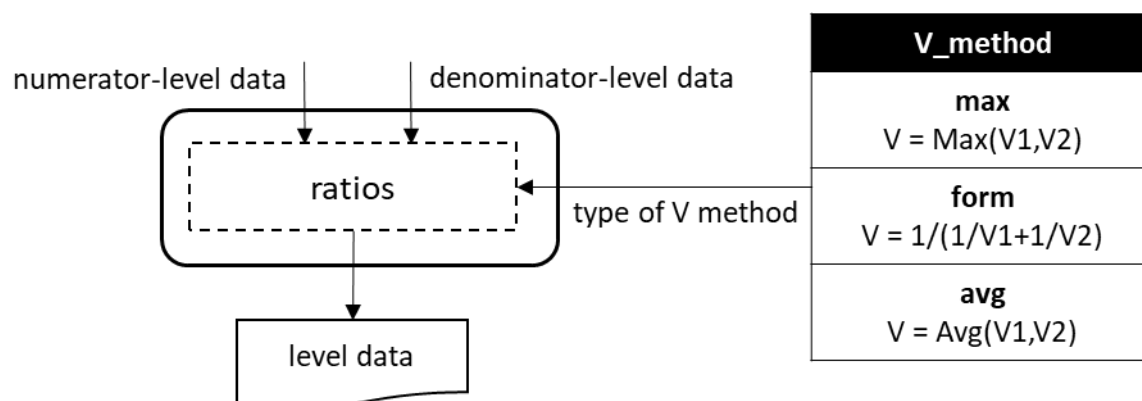 numerator-level data
denominator-level data
ratios
type of V method
level data
V_method
max
V = Max(V1,V2)
form
V = 1/(1/V1+1/V2)
avg
V = Avg(V1,V2)